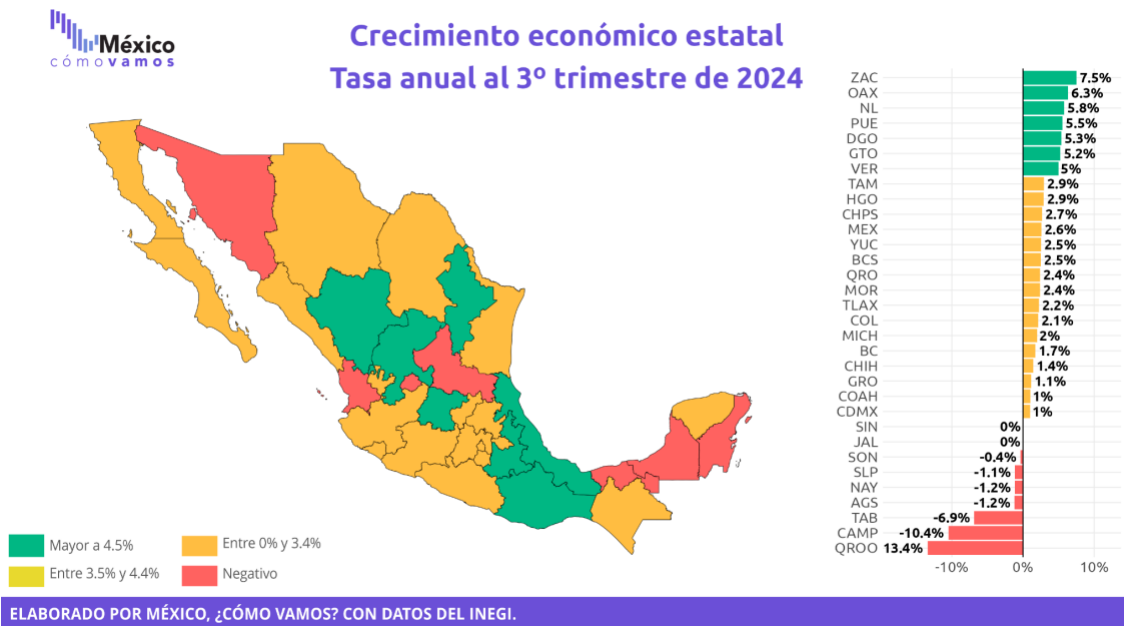 México
cómovamos
Crecimiento económico estatal
Tasa anual al 3º trimestre de 2024
ZAC 7.5%
OAX 6.3%
NL 5.8%
PUE 5.5%
DGO 5.3%
GTO 5.2%
VER 5%
TAM 2.9%
HGO 2.9%
CHPS 2.7%
MEX 2.6%
YUC 2.5%
BCS 2.5%
QRO 2.4%
MOR 2.4%
TLAX 2.2%
COL 2.1%
MICH 2%
BC 1.7%
CHIH 1.4%
GRO 1.1%
COAH 1%
CDMX 1%
SIN 0%
JAL 0%
SON -0.4%
SLP -1.1%
NAY -1.2%
AGS -1.2%
TAB -6.9%
CAMP -10.4%
QROO 13.4%
-10% 0% 10%
Mayor a 4.5% Entre 0% y 3.4%
Entre 3.5% y 4.4% Negativo
ELABORADO POR MÉXICO, ¿CÓMO VAMOS? CON DATOS DEL INEGI.